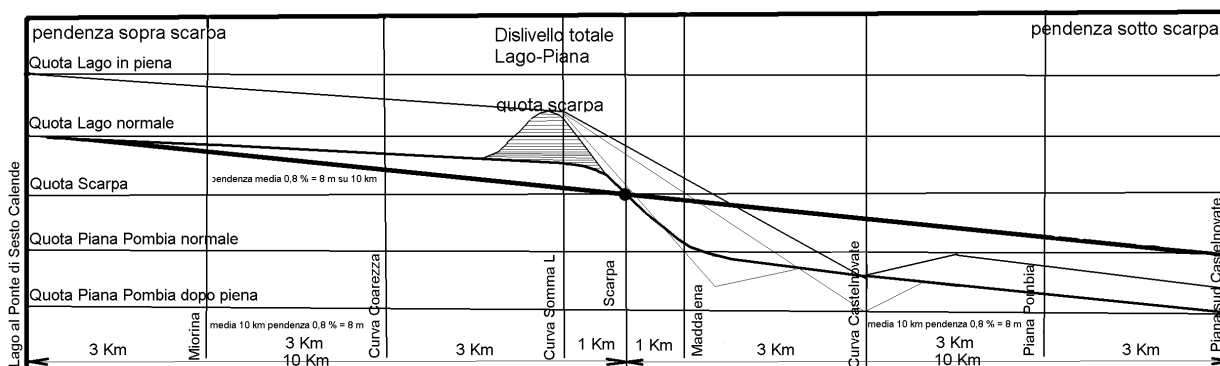 pendenza sopra scarpa
Dislivello totale
Lago-Piana
pendenza sotto scarpa
Quota Lago in piena
quota scarpa
Quota Lago normale
pendenza media 0,8 % = 8 m su 10 km
Quota Scarpa
Quota Piana Pombia normale
Quota Piana Pombia dopo piena
media 10 km pendenza 0,8 % = 8 m
media 10 km pendenza 0,8 % = 8 m
Lago al Ponte di Sesto Calende
Miorina
Curva Coarezza
Curva Somma L
Scarpa
Maddalena
Curva Castelnovate
Piana Pombia
Piana sud Castelnovate
3 Km
3 Km
3 Km
1 Km
1 Km
3 Km
3 Km
3 Km
10 Km
10 Km